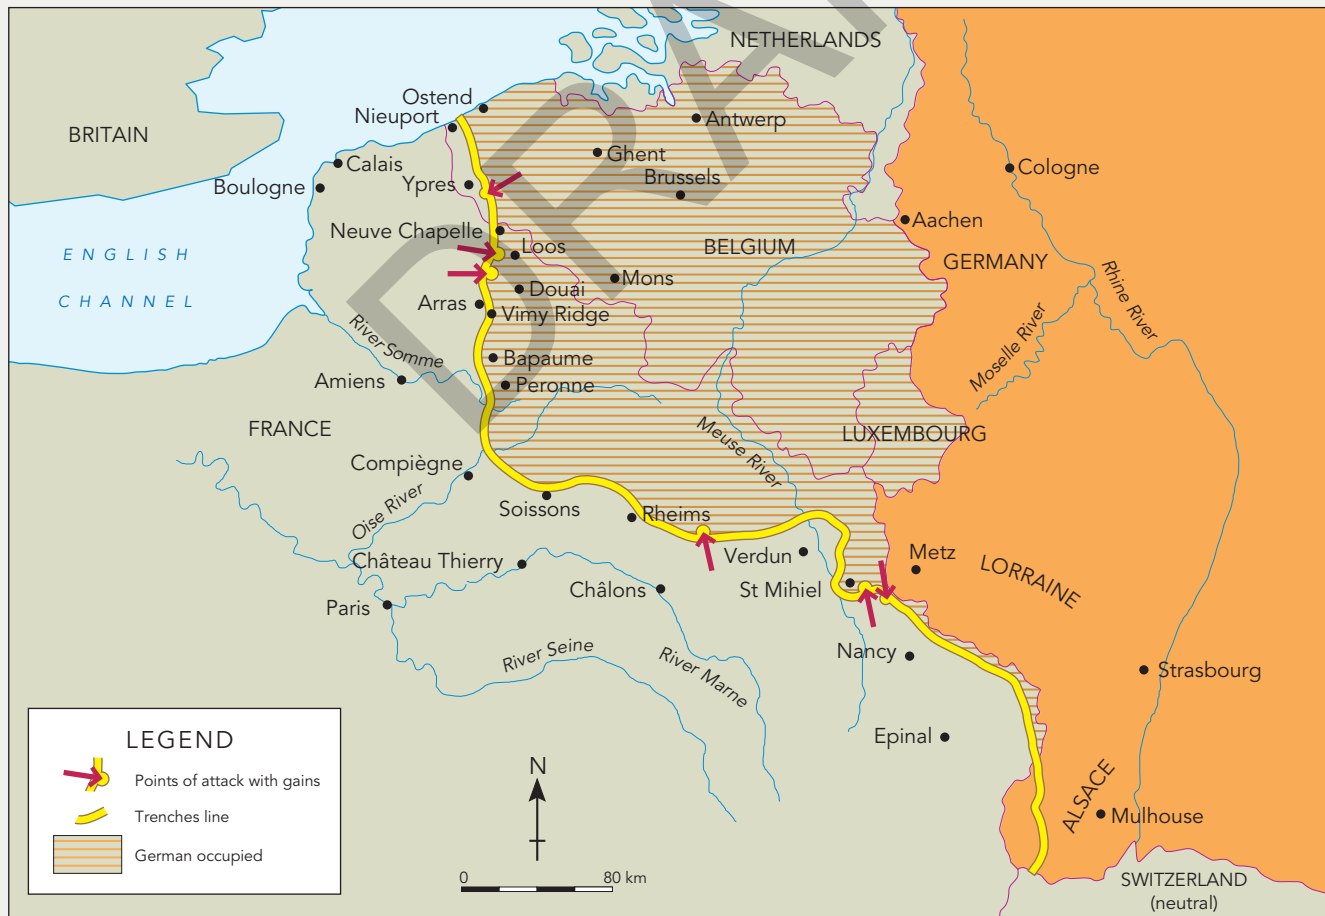 NETHERLANDS
Ostend
Nieuport
Antwerp
BRITAIN
Ghent
Calais
Cologne
Boulogne
Ypres
Brussels
Aachen
Neuve Chapelle
Loos
BELGIUM
ENGLISH
CHANNEL
GERMANY
Mons
Douai
Rhine River
Arras
Vimy Ridge
Moselle River
River Somme
Bapaume
Amiens
Peronne
FRANCE
LUXEMBOURG
Meuse River
Compiègne
Oise River
Soissons
Rheims
Château Thierry
Verdun
Metz
LORRAINE
Paris
Châlons
St Mihiel
River Seine
River Marne
Nancy
Strasbourg
Epinal
ALSACE
Mulhouse
SWITZERLAND
(neutral)
LEGEND
Points of attack with gains
Trenches line
German occupied
N
0 80 km
DRA